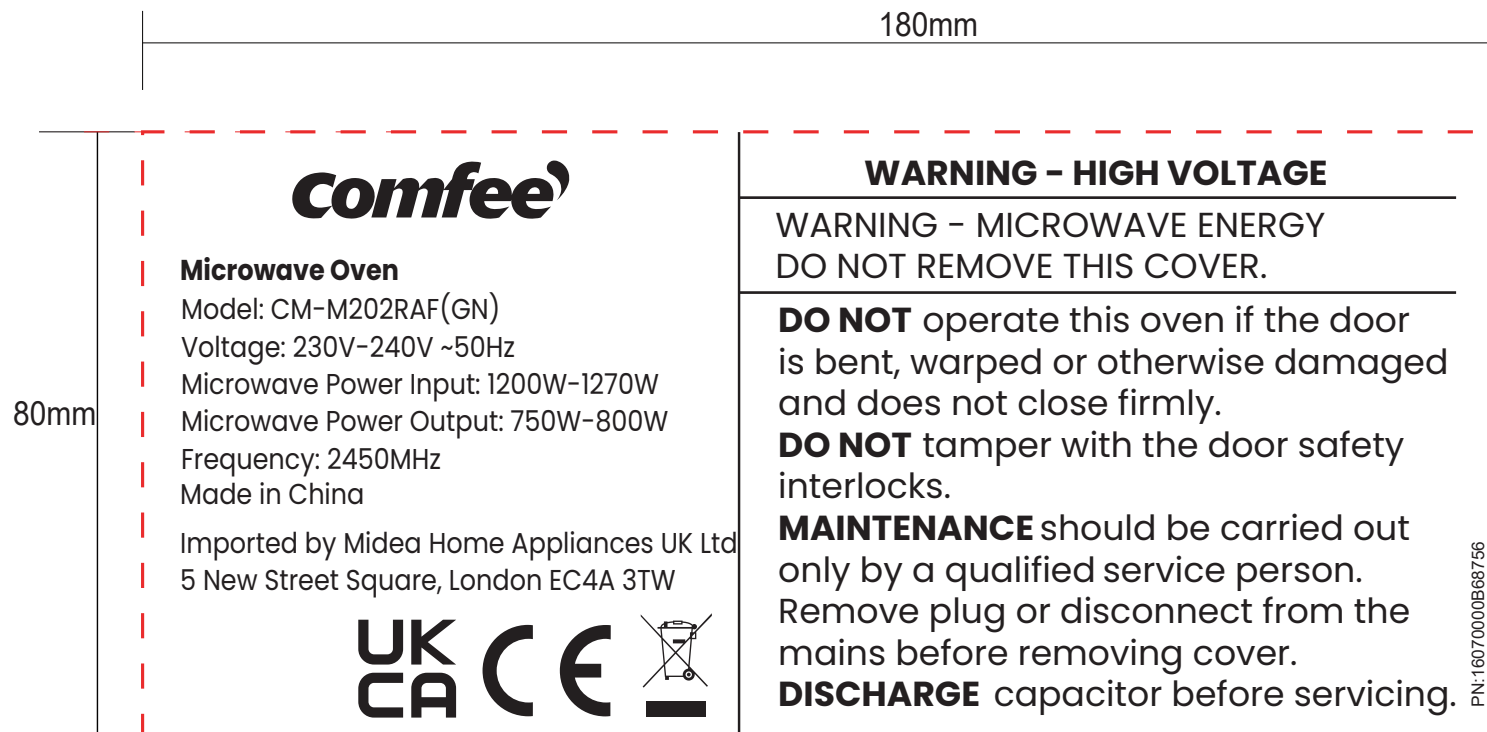 180mm
80mm
comfee'
Microwave Oven
Model: CM-M202RAF(GN)
Voltage: 230V-240V ~50Hz
Microwave Power Input: 1200W-1270W
Microwave Power Output: 750W-800W
Frequency: 2450MHz
Made in China
Imported by Midea Home Appliances UK Ltd
5 New Street Square, London EC4A 3TW
UK
CA
CE
WARNING - HIGH VOLTAGE
WARNING - MICROWAVE ENERGY
DO NOT REMOVE THIS COVER.
DO NOT operate this oven if the door
is bent, warped or otherwise damaged
and does not close firmly.
DO NOT tamper with the door safety
interlocks.
MAINTENANCE should be carried out
only by a qualified service person.
Remove plug or disconnect from the
mains before removing cover.
DISCHARGE capacitor before servicing.
PN:16070000B68756